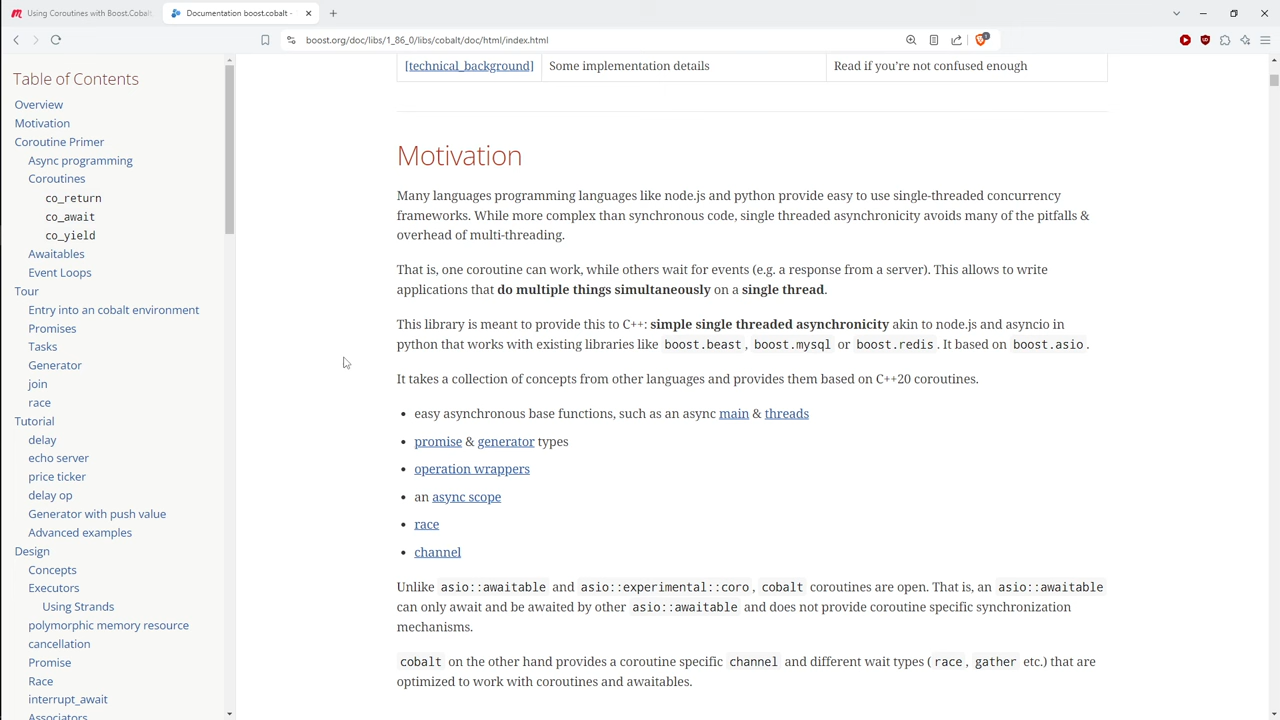 Using Coroutines with Boost.Cobalt
Documentation boost.cobalt -
boost.org/doc/libs/1_86_0/libs/cobalt/doc/html/index.html
Table of Contents
Overview
Motivation
Coroutine Primer
Async programming
Coroutines
co_return
co_await
co_yield
Awaitables
Event Loops
Tour
Entry into an cobalt environment
Promises
Tasks
Generator
join
race
Tutorial
delay
echo server
price ticker
delay op
Generator with push value
Advanced examples
Design
Concepts
Executors
Using Strands
polymorphic memory resource
cancellation
Promise
Race
interrupt_await
Associators
[technical_background] Some implementation details Read if you’re not confused enough
Motivation
Many languages programming languages like node.js and python provide easy to use single-threaded concurrency
frameworks. While more complex than synchronous code, single threaded asynchronicity avoids many of the pitfalls &
overhead of multi-threading.
That is, one coroutine can work, while others wait for events (e.g. a response from a server). This allows to write
applications that do multiple things simultaneously on a single thread.
This library is meant to provide this to C++: simple single threaded asynchronicity akin to node.js and asyncio in
python that works with existing libraries like boost.beast, boost.mysql or boost.redis. It based on boost.asio.
It takes a collection of concepts from other languages and provides them based on C++20 coroutines.
• easy asynchronous base functions, such as an async main & threads
• promise & generator types
• operation wrappers
• an async scope
• race
• channel
Unlike asio::awaitable and asio::experimental::coro, cobalt coroutines are open. That is, an asio::awaitable
can only await and be awaited by other asio::awaitable and does not provide coroutine specific synchronization
mechanisms.
cobalt on the other hand provides a coroutine specific channel and different wait types (race, gather etc.) that are
optimized to work with coroutines and awaitables.